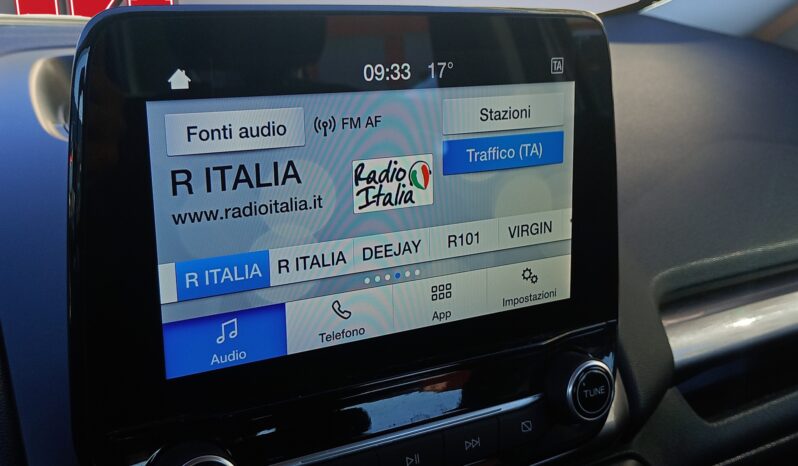 09:33 17° TA
Fonti audio FM AF Stazioni
Traffico (TA)
R ITALIA
www.radioitalia.it
Radio
Italia
R ITALIA R ITALIA DEEJAY R101 VIRGIN
Audio Telefono App Impostazioni
TUNE